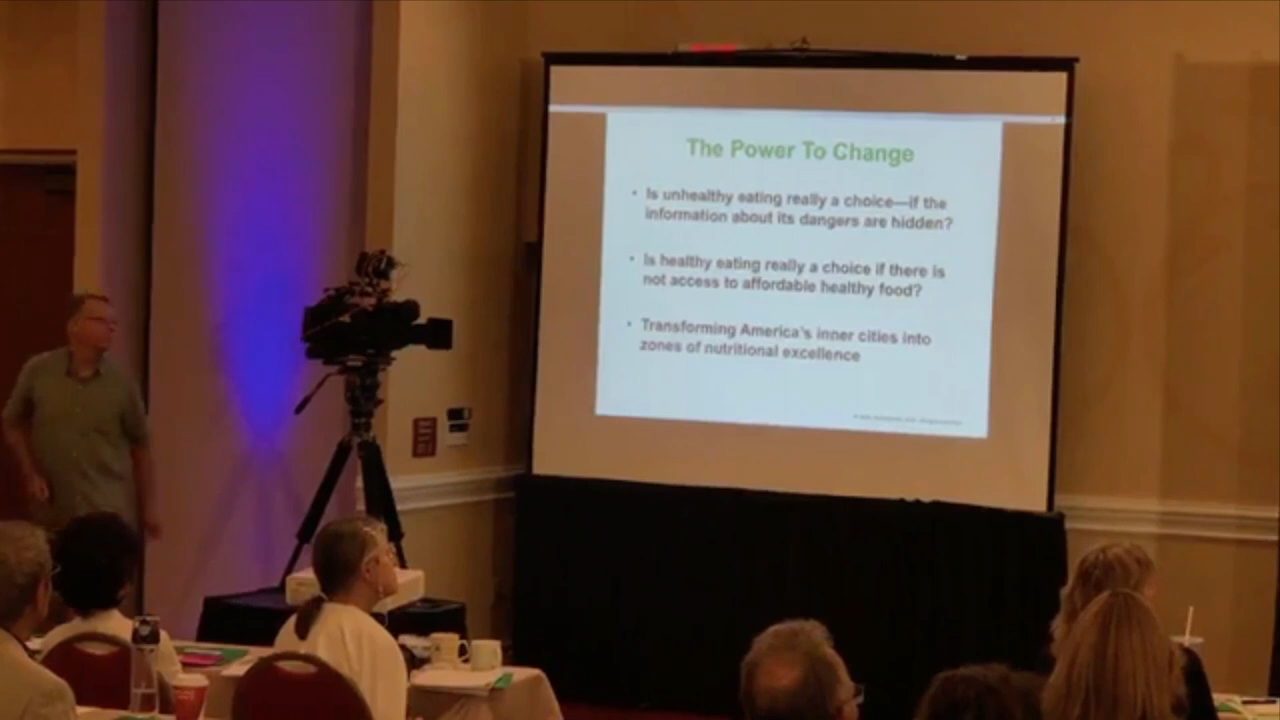 The Power To Change
• Is unhealthy eating really a choice—if the
information about its dangers are hidden?
• Is healthy eating really a choice if there is
not access to affordable healthy food?
• Transforming America's inner cities into
zones of nutritional excellence